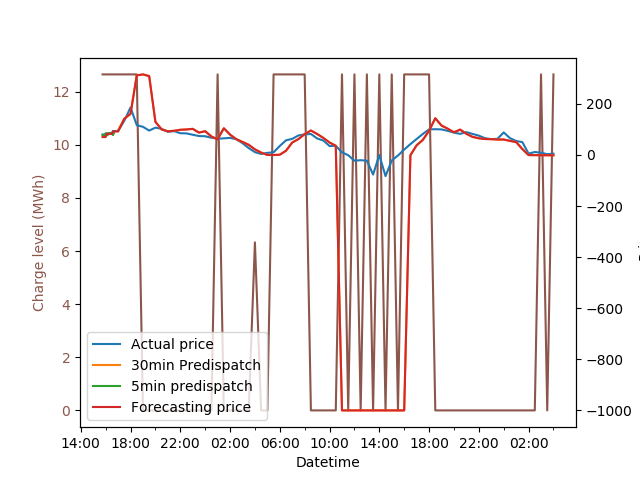 12
10
8
6
4
2
0
Charge level (MWh)
200
0
−200
−400
−600
−800
−1000
Actual price
30min Predispatch
5min predispatch
Forecasting price
14:00 18:00 22:00 02:00 06:00 10:00 14:00 18:00 22:00 02:00
Datetime